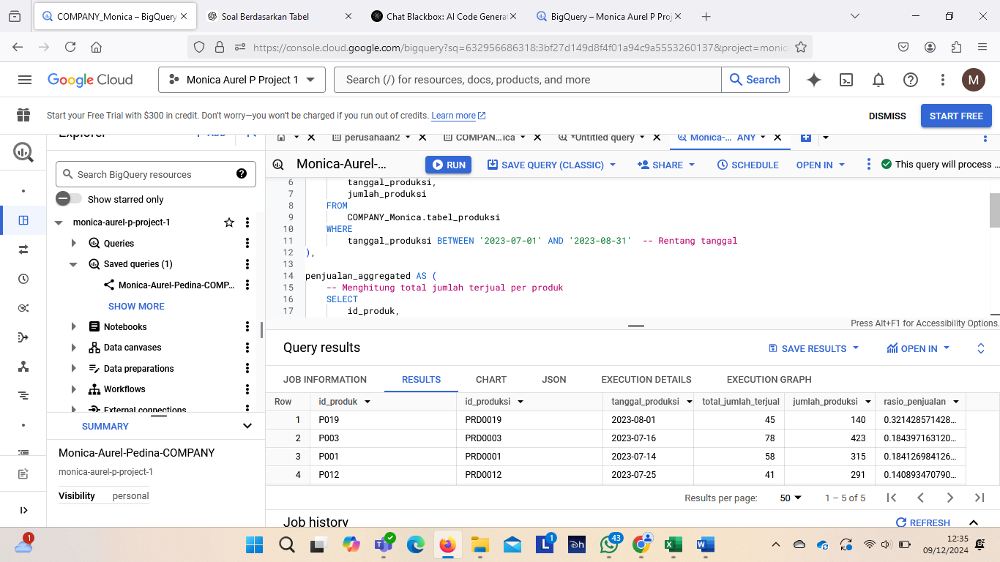 COMPANY_Monica – BigQuery
Soal Berdasarkan Tabel
Chat Blackbox: AI Code Genera
BigQuery – Monica Aurel P Proj
https://console.cloud.google.com/bigquery?sq=632956686318:3bf27d149d8f4f01a94c9a5553260137&project=monica
Google Cloud
Monica Aurel P Project 1
Search (/) for resources, docs, products, and more
Search
M
Start your Free Trial with $300 in credit. Don't worry—you won't be charged if you run out of credits. Learn more
DISMISS
START FREE
Explorer
+ ADD
perusahaan2
COMPAN...ica
*Untitled query
Monica-... ANY
Search BigQuery resources
Show starred only
monica-aurel-p-project-1
Queries
Saved queries (1)
Monica-Aurel-Pedina-COMP...
SHOW MORE
Notebooks
Data canvases
Data preparations
Workflows
External connections
SUMMARY
Monica-Aurel-Pedina-COMPANY
monica-aurel-p-project-1
Visibility personal
Monica-Aurel-...
RUN
SAVE QUERY (CLASSIC)
SHARE
SCHEDULE
OPEN IN
This query will process ...
6 tanggal_produksi,
7 jumlah_produksi
8 FROM
9 COMPANY_Monica.tabel_produksi
10 WHERE
11 tanggal_produksi BETWEEN '2023-07-01' AND '2023-08-31' -- Rentang tanggal
12 ),
13
14 penjualan_aggregated AS (
15 -- Menghitung total jumlah terjual per produk
16 SELECT
17 id_produk,
Press Alt+F1 for Accessibility Options.
Query results
SAVE RESULTS
OPEN IN
JOB INFORMATION RESULTS CHART JSON EXECUTION DETAILS EXECUTION GRAPH
Row id_produk id_produksi tanggal_produksi total_jumlah_terjual jumlah_produksi rasio_penjualan
1 P019 PRD0019 2023-08-01 45 140 0.321428571428...
2 P003 PRD0003 2023-07-16 78 423 0.184397163120...
3 P001 PRD0001 2023-07-14 58 315 0.184126984126...
4 P012 PRD0012 2023-07-25 41 291 0.140893470790...
Results per page: 50 1 – 5 of 5
Job history
REFRESH
1
1
43
12:35
09/12/2024